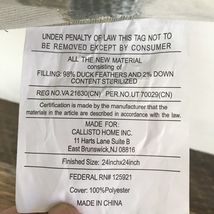 UNDER PENALTY OF LAW THIS TAG NOT TO
BE REMOVED EXCEPT BY CONSUMER
ALL THE NEW MATERIAL
consisting of
FILLING: 98% DUCK FEATHERS AND 2% DOWN
CONTENT STERILIZED
REG.NO.VA 21630(CN) PER.NO.UT 70029(CN)
Certification is made by the manufacturer that the
materials in the article are described in accordance with the law.
MADE FOR:
CALLISTO HOME INC.
11 Harts Lane Suite B
East Brunswick,NJ 08816
Finished Size: 24inchx24inch
FEDERAL RN# 125921
Cover: 100%Polyester
MADE IN CHINA